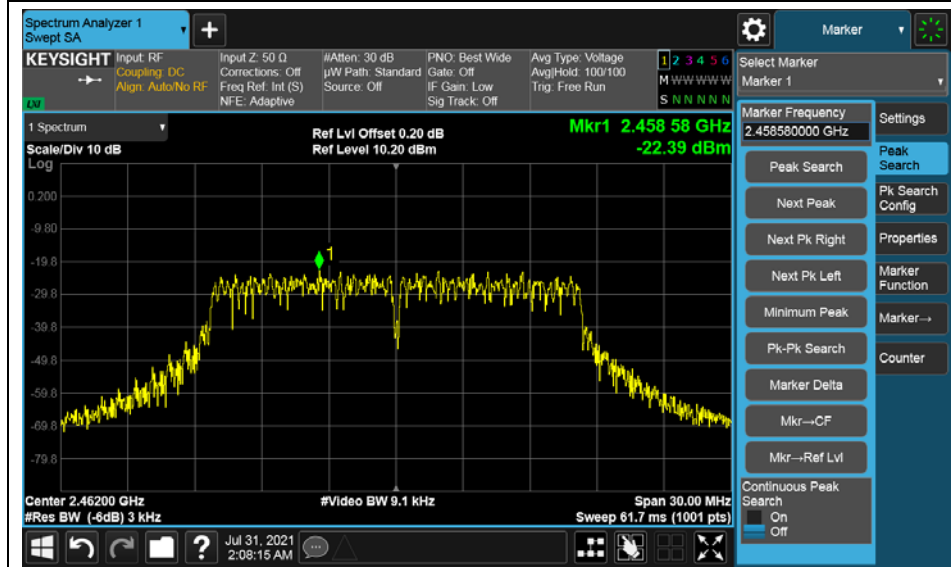 Spectrum Analyzer 1
Swept SA
+
Marker
KEYSIGHT
Input: RF
Coupling: DC
Align: Auto/No RF
LXI
Input Z: 50 Ω
Corrections: Off
Freq Ref: Int (S)
NFE: Adaptive
#Atten: 30 dB
µW Path: Standard
Source: Off
PNO: Best Wide
Gate: Off
IF Gain: Low
Sig Track: Off
Avg Type: Voltage
Avg|Hold: 100/100
Trig: Free Run
1 2 3 4 5 6
M W W W W W
S N N N N N
Select Marker
Marker 1
1 Spectrum
Scale/Div 10 dB
Log
Ref Lvl Offset 0.20 dB
Ref Level 10.20 dBm
Mkr1 2.458 58 GHz
-22.39 dBm
0.200
-9.80
-19.8
-29.8
-39.8
-49.8
-59.8
-69.8
-79.8
1
Center 2.46200 GHz
#Res BW (-6dB) 3 kHz
#Video BW 9.1 kHz
Span 30.00 MHz
Sweep 61.7 ms (1001 pts)
Marker Frequency
2.458580000 GHz
Peak Search
Next Peak
Next Pk Right
Next Pk Left
Minimum Peak
Pk-Pk Search
Marker Delta
Mkr→CF
Mkr→Ref Lvl
Continuous Peak
Search
On
Off
Settings
Peak
Search
Pk Search
Config
Properties
Marker
Function
Marker→
Counter
?
Jul 31, 2021
2:08:15 AM